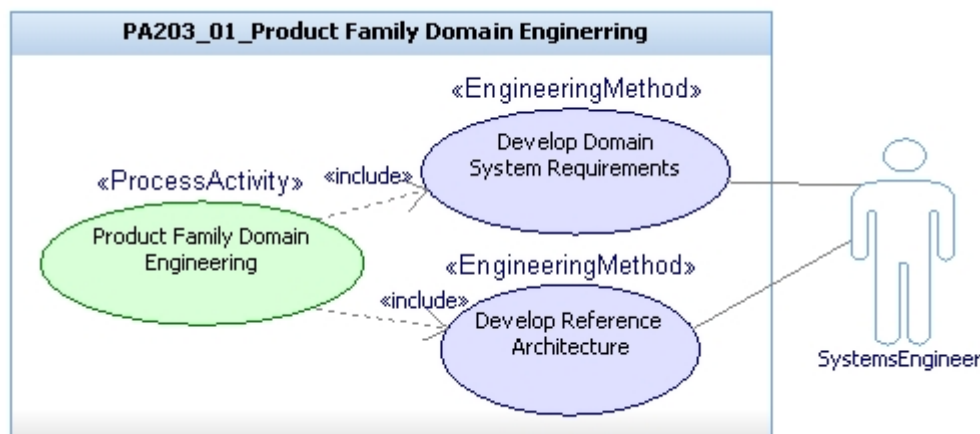 PA203_01_Product Family Domain Enginerring
«EngineeringMethod»
Develop Domain
System Requirements
«include»
«ProcessActivity»
Product Family Domain
Engineering
«EngineeringMethod»
«include»
Develop Reference
Architecture
SystemsEngineer